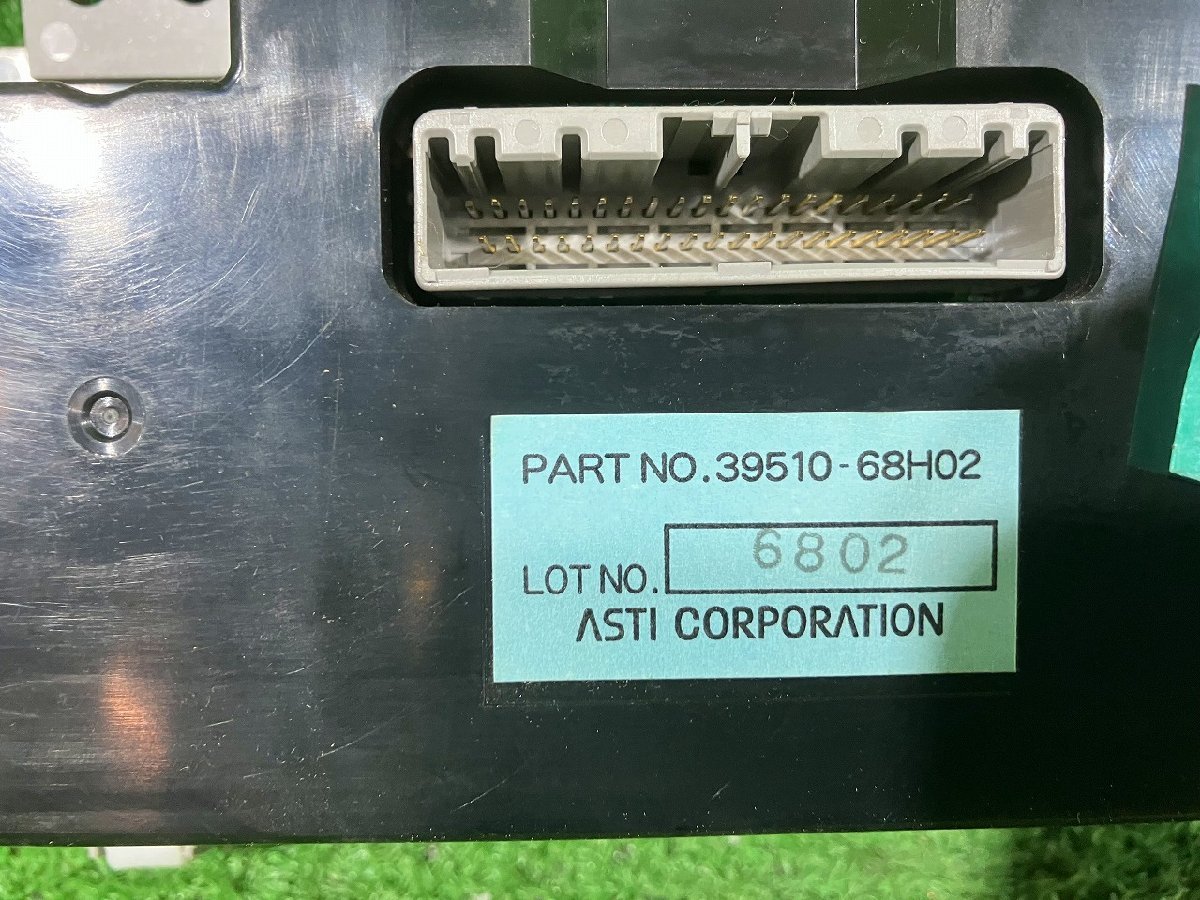 PART NO. 39510-68H02
LOT NO. 6802
ASTI CORPORATION